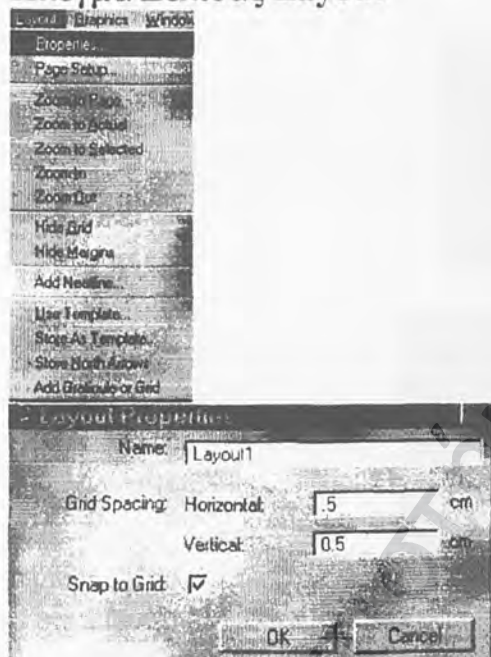 Layout Graphics Window
Properties...
Page Setup...
Zoom to Page
Zoom to Actual
Zoom to Selected
Zoom In
Zoom Out
Hide Grid
Hide Margins
Add Neatline...
Use Template...
Store As Template...
Store North Arrows
Add Graticule or Grid
Layout Properties
Name: Layout1
Grid Spacing: Horizontal: .5 cm
Vertical: 0.5 cm
Snap to Grid:
OK Cancel